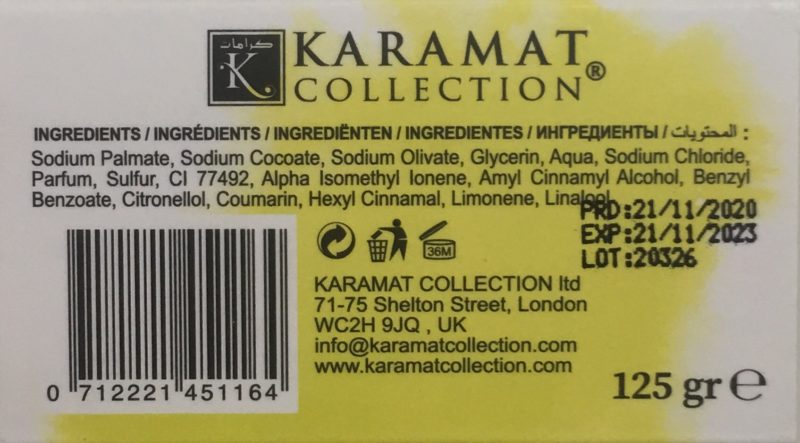 كرامات
K
KARAMAT
COLLECTION®
INGREDIENTS / INGRÉDIENTS / INGREDIËNTEN / INGREDIENTES / ИНГРЕДИЕНТЫ / المحتويات :
Sodium Palmate, Sodium Cocoate, Sodium Olivate, Glycerin, Aqua, Sodium Chloride,
Parfum, Sulfur, CI 77492, Alpha Isomethyl Ionene, Amyl Cinnamyl Alcohol, Benzyl
Benzoate, Citronellol, Coumarin, Hexyl Cinnamal, Limonene, Linalool
PRD:21/11/2020
EXP:21/11/2023
LOT:20326
36M
KARAMAT COLLECTION ltd
71-75 Shelton Street, London
WC2H 9JQ , UK
info@karamatcollection.com
www.karamatcollection.com
0 712221 451164
125 gr ℮